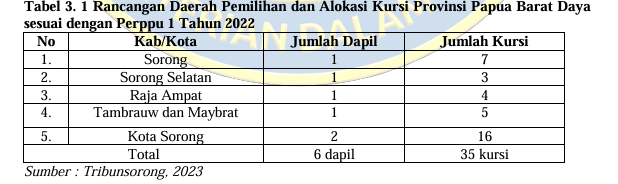 Tabel 3. 1 Rancangan Daerah Pemilihan dan Alokasi Kursi Provinsi Papua Barat Daya
sesuai dengan Perppu 1 Tahun 2022
No Kab/Kota Jumlah Dapil Jumlah Kursi
1. Sorong 1 7
2. Sorong Selatan 1 3
3. Raja Ampat 1 4
4. Tambrauw dan Maybrat 1 5
5. Kota Sorong 2 16
Total 6 dapil 35 kursi
Sumber : Tribunsorong, 2023